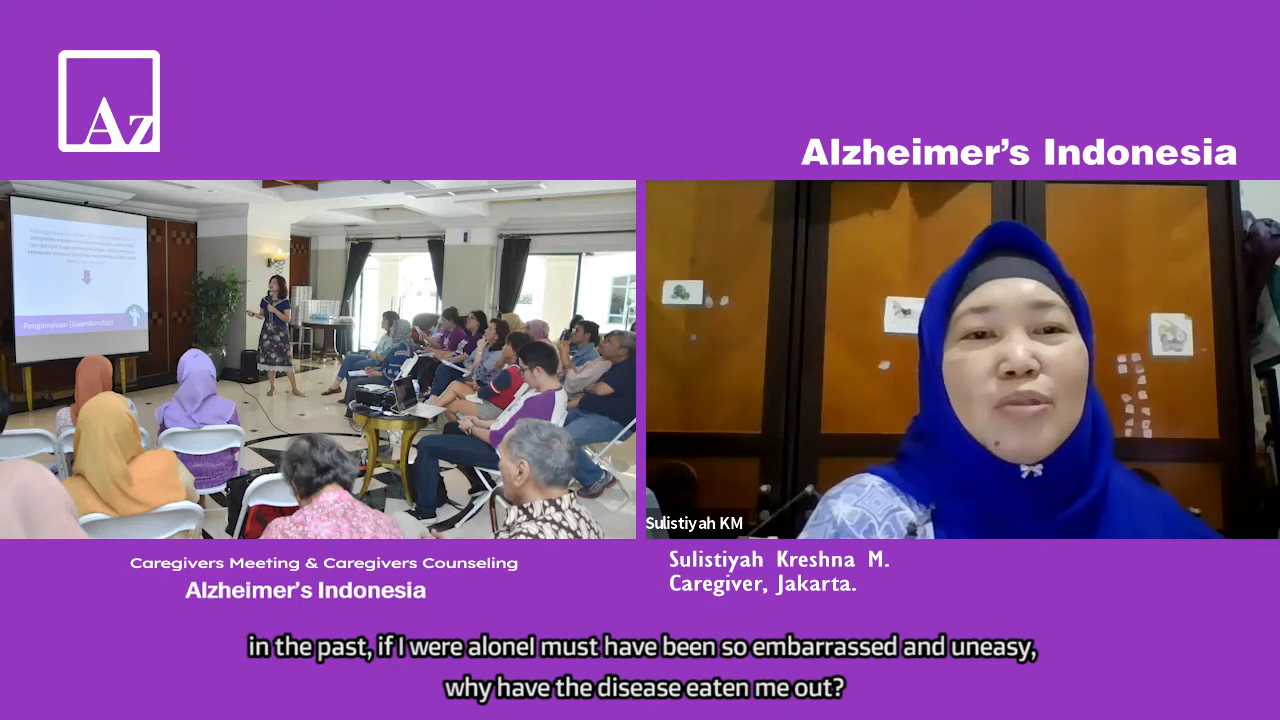 Az
Alzheimer's Indonesia
Pengampuan (Guardianship)
Sulistiyah KM
Caregivers Meeting & Caregivers Counseling
Alzheimer's Indonesia
Sulistiyah Kreshna M.
Caregiver, Jakarta.
in the past, if I were aloneI must have been so embarrassed and uneasy,
why have the disease eaten me out?